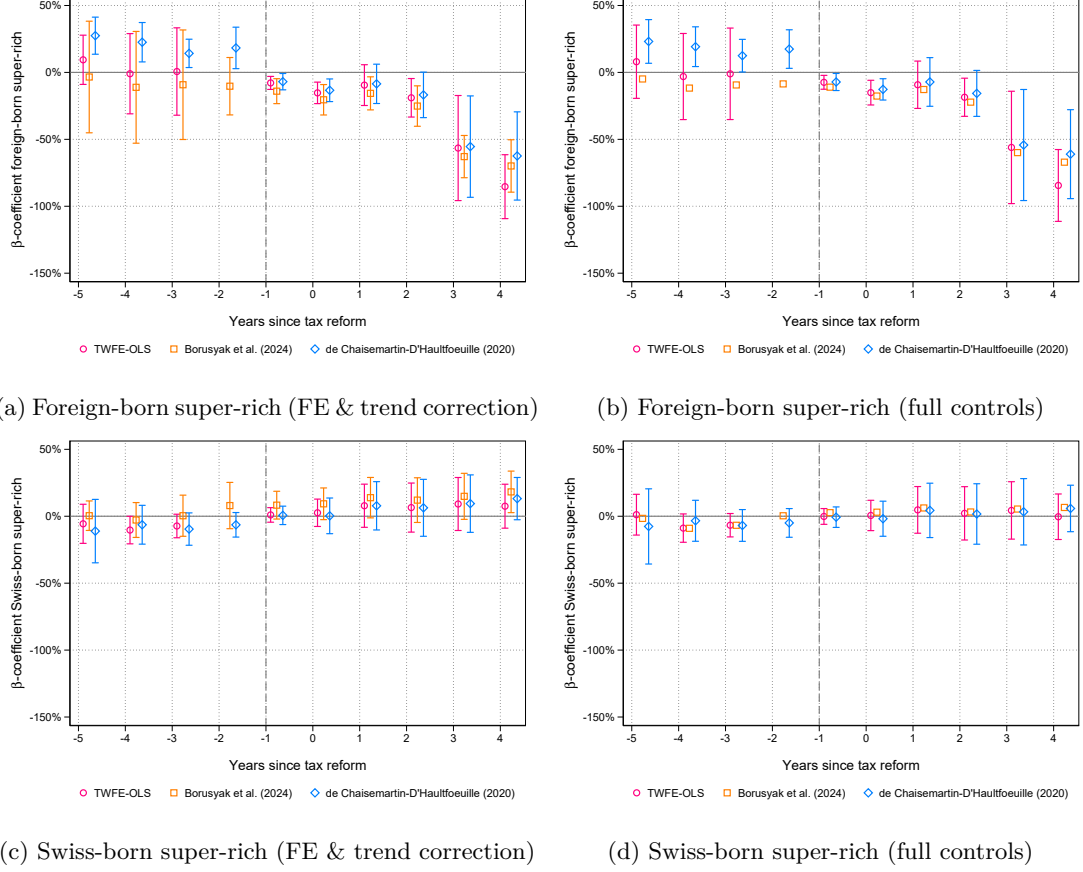 50%
0%
-50%
-100%
-150%
β-coefficient foreign-born super-rich
-5 -4 -3 -2 -1 0 1 2 3 4
Years since tax reform
TWFE-OLS Borusyak et al. (2024) de Chaisemartin-D'Haultfoeuille (2020)
a) Foreign-born super-rich (FE & trend correction)
50%
0%
-50%
-100%
-150%
β-coefficient foreign-born super-rich
-5 -4 -3 -2 -1 0 1 2 3 4
Years since tax reform
TWFE-OLS Borusyak et al. (2024) de Chaisemartin-D'Haultfoeuille (2020)
(b) Foreign-born super-rich (full controls)
50%
0%
-50%
-100%
-150%
β-coefficient Swiss-born super-rich
-5 -4 -3 -2 -1 0 1 2 3 4
Years since tax reform
TWFE-OLS Borusyak et al. (2024) de Chaisemartin-D'Haultfoeuille (2020)
(c) Swiss-born super-rich (FE & trend correction)
50%
0%
-50%
-100%
-150%
β-coefficient Swiss-born super-rich
-5 -4 -3 -2 -1 0 1 2 3 4
Years since tax reform
TWFE-OLS Borusyak et al. (2024) de Chaisemartin-D'Haultfoeuille (2020)
(d) Swiss-born super-rich (full controls)